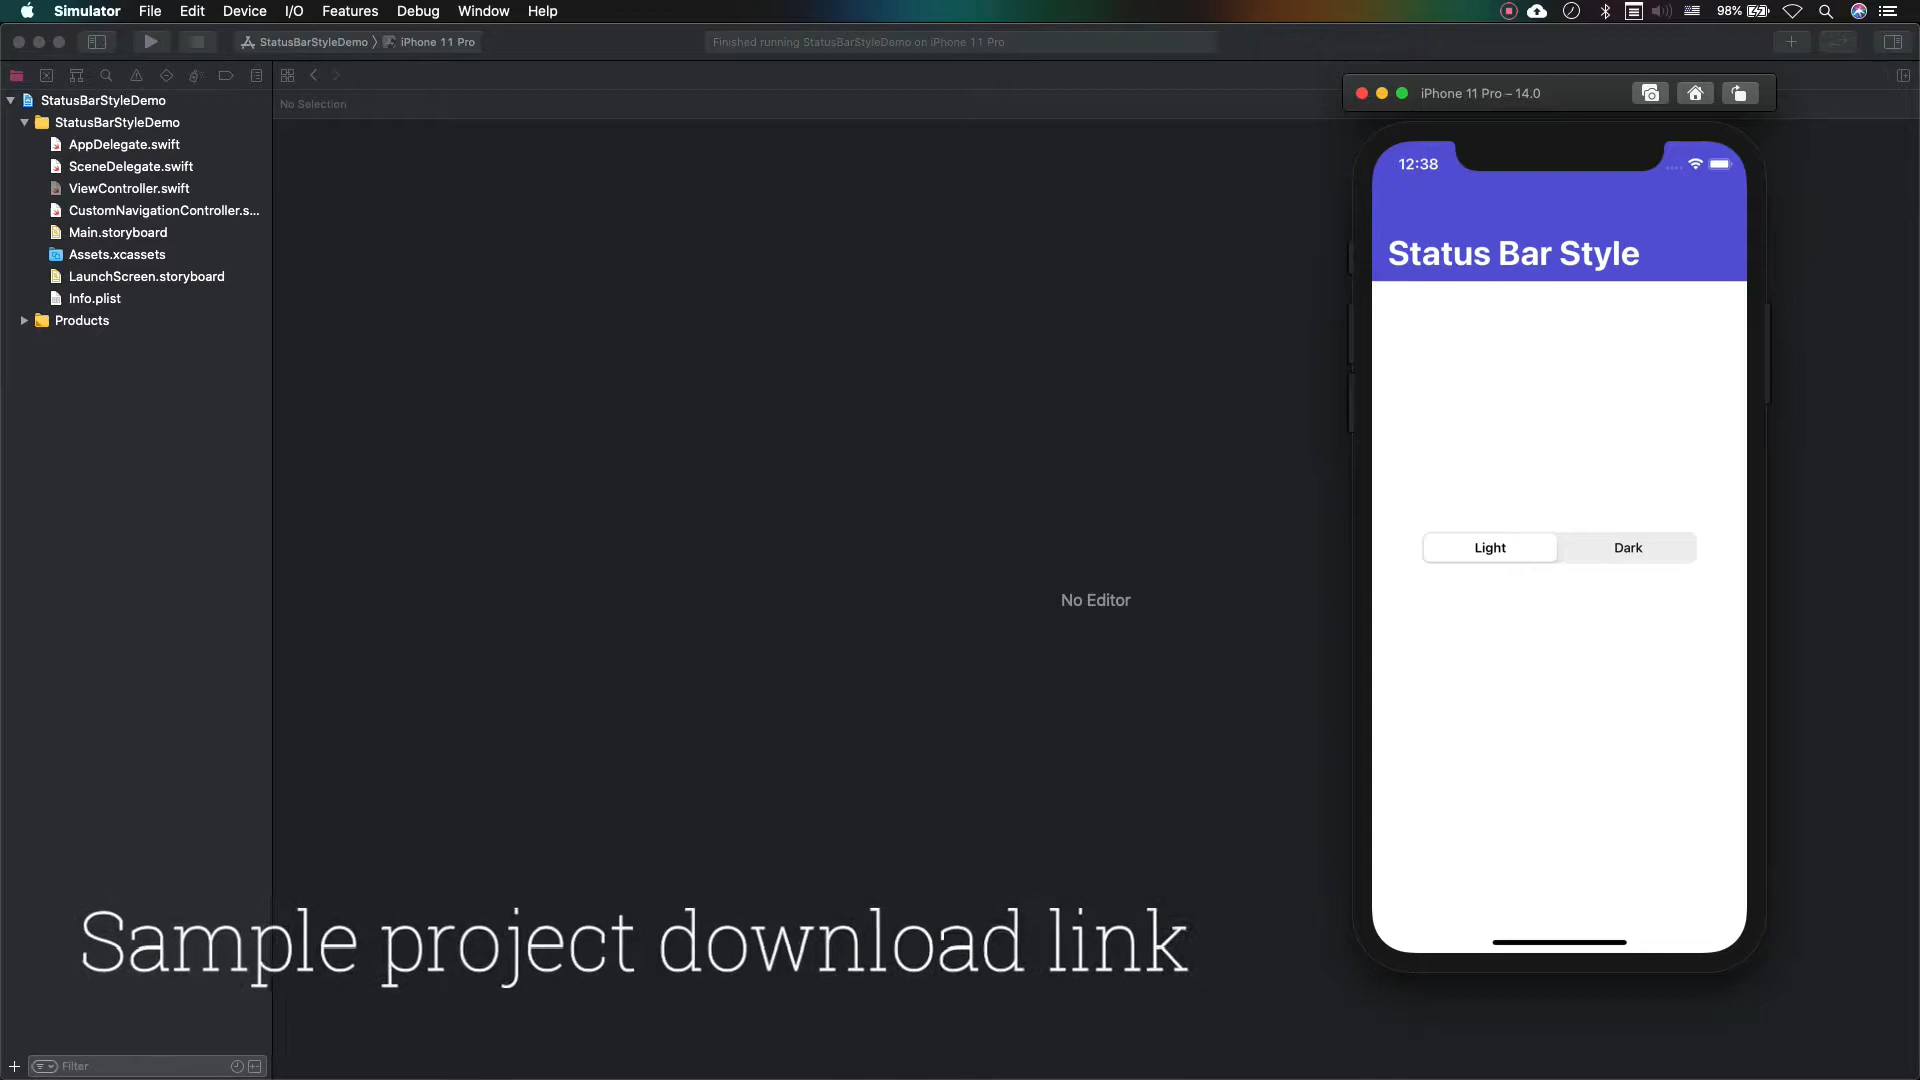 Simulator File Edit Device I/O Features Debug Window Help
98%
StatusBarStyleDemo iPhone 11 Pro
Finished running StatusBarStyleDemo on iPhone 11 Pro
No Selection
StatusBarStyleDemo
StatusBarStyleDemo
AppDelegate.swift
SceneDelegate.swift
ViewController.swift
CustomNavigationController.s...
Main.storyboard
Assets.xcassets
LaunchScreen.storyboard
Info.plist
Products
No Editor
iPhone 11 Pro – 14.0
12:38
Status Bar Style
Light Dark
Sample project download link
Filter